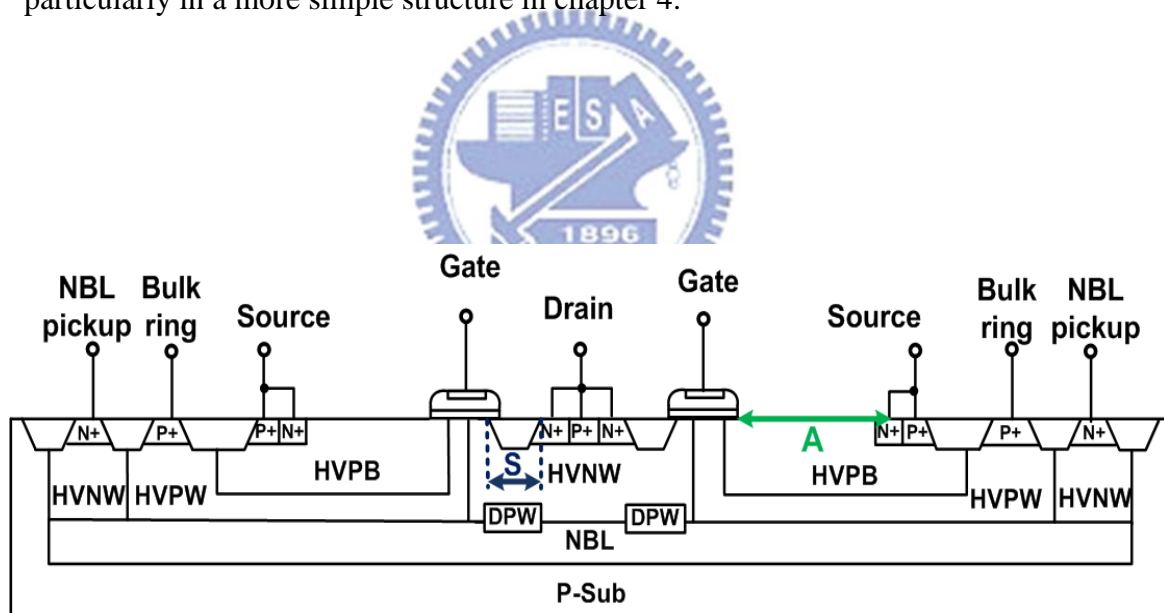 particularly in a more simple structure in chapter 4.
ESA
1896
NBL pickup
Bulk ring
Source
Gate
Drain
Gate
Source
Bulk ring
NBL pickup
N+ P+ P+ N+ N+ P+ N+ N+ P+ P+ N+
S A
HVNW HVPW HVPB HVNW HVPB HVPW HVNW
DPW DPW
NBL
P-Sub